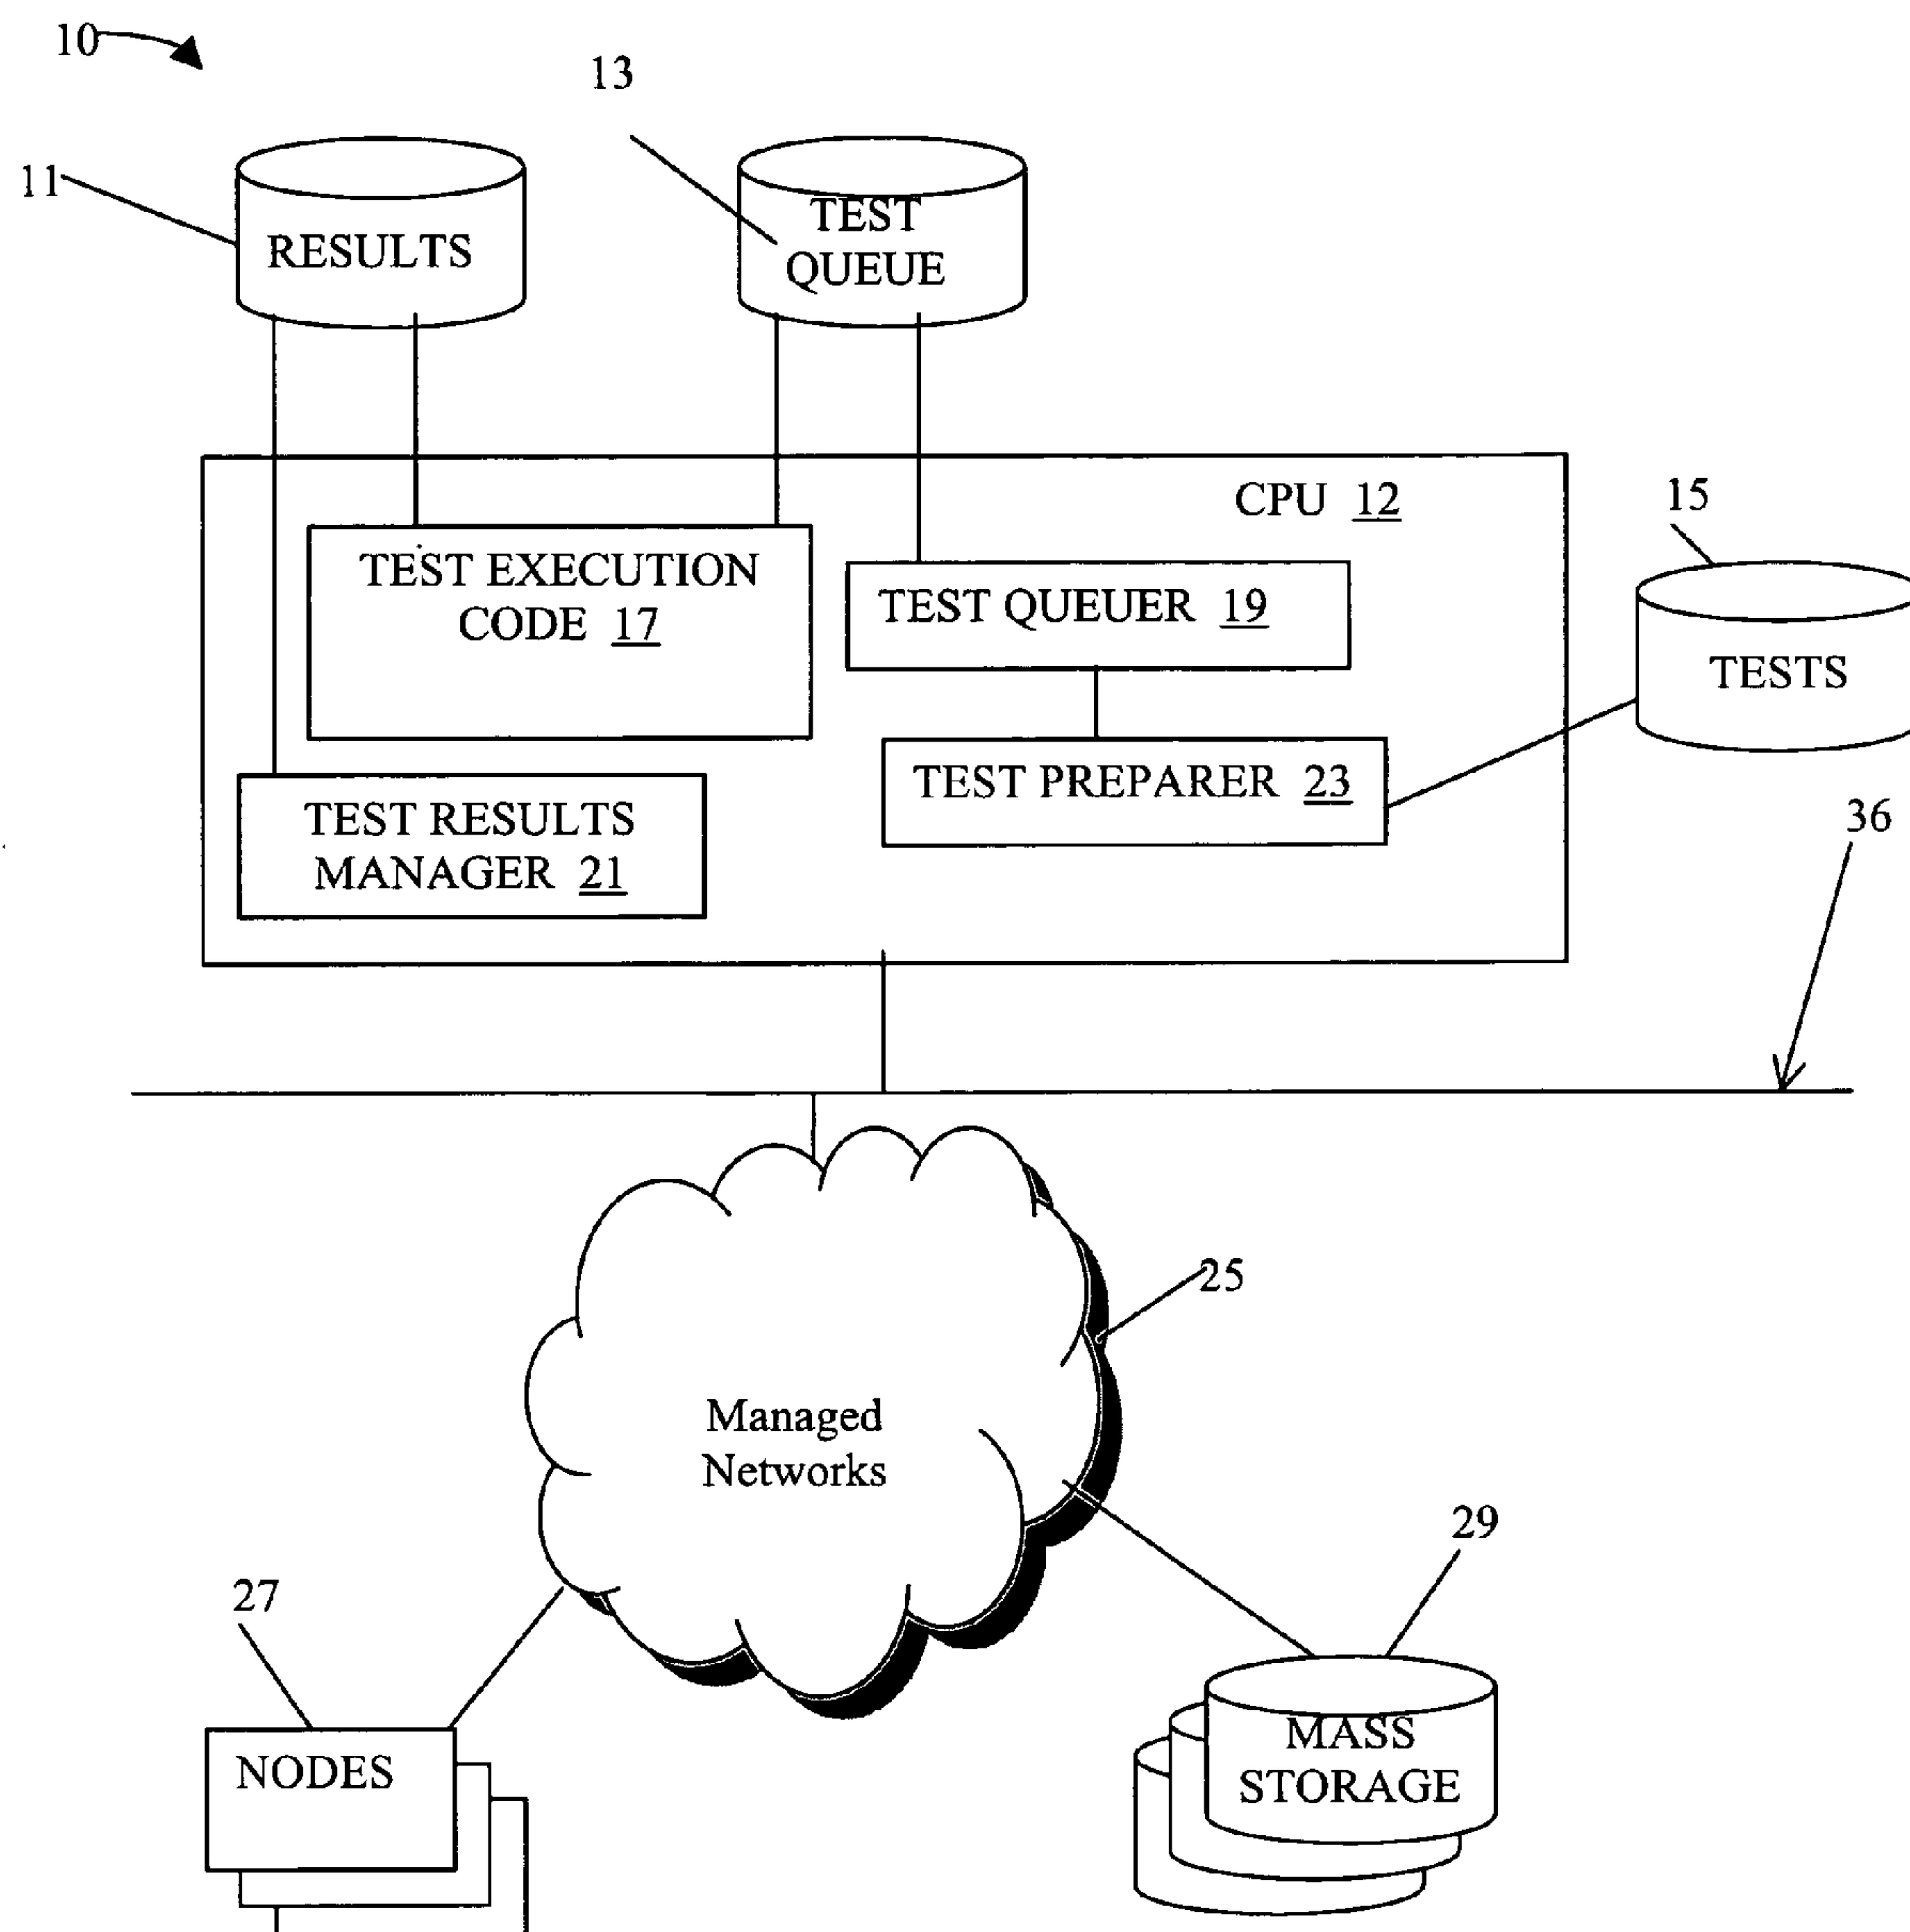 10
13
11
RESULTS
TEST
QUEUE
CPU 12
15
TEST EXECUTION
CODE 17
TEST QUEUER 19
TESTS
TEST PREPARER 23
TEST RESULTS
MANAGER 21
36
25
Managed
Networks
29
27
MASS
STORAGE
NODES